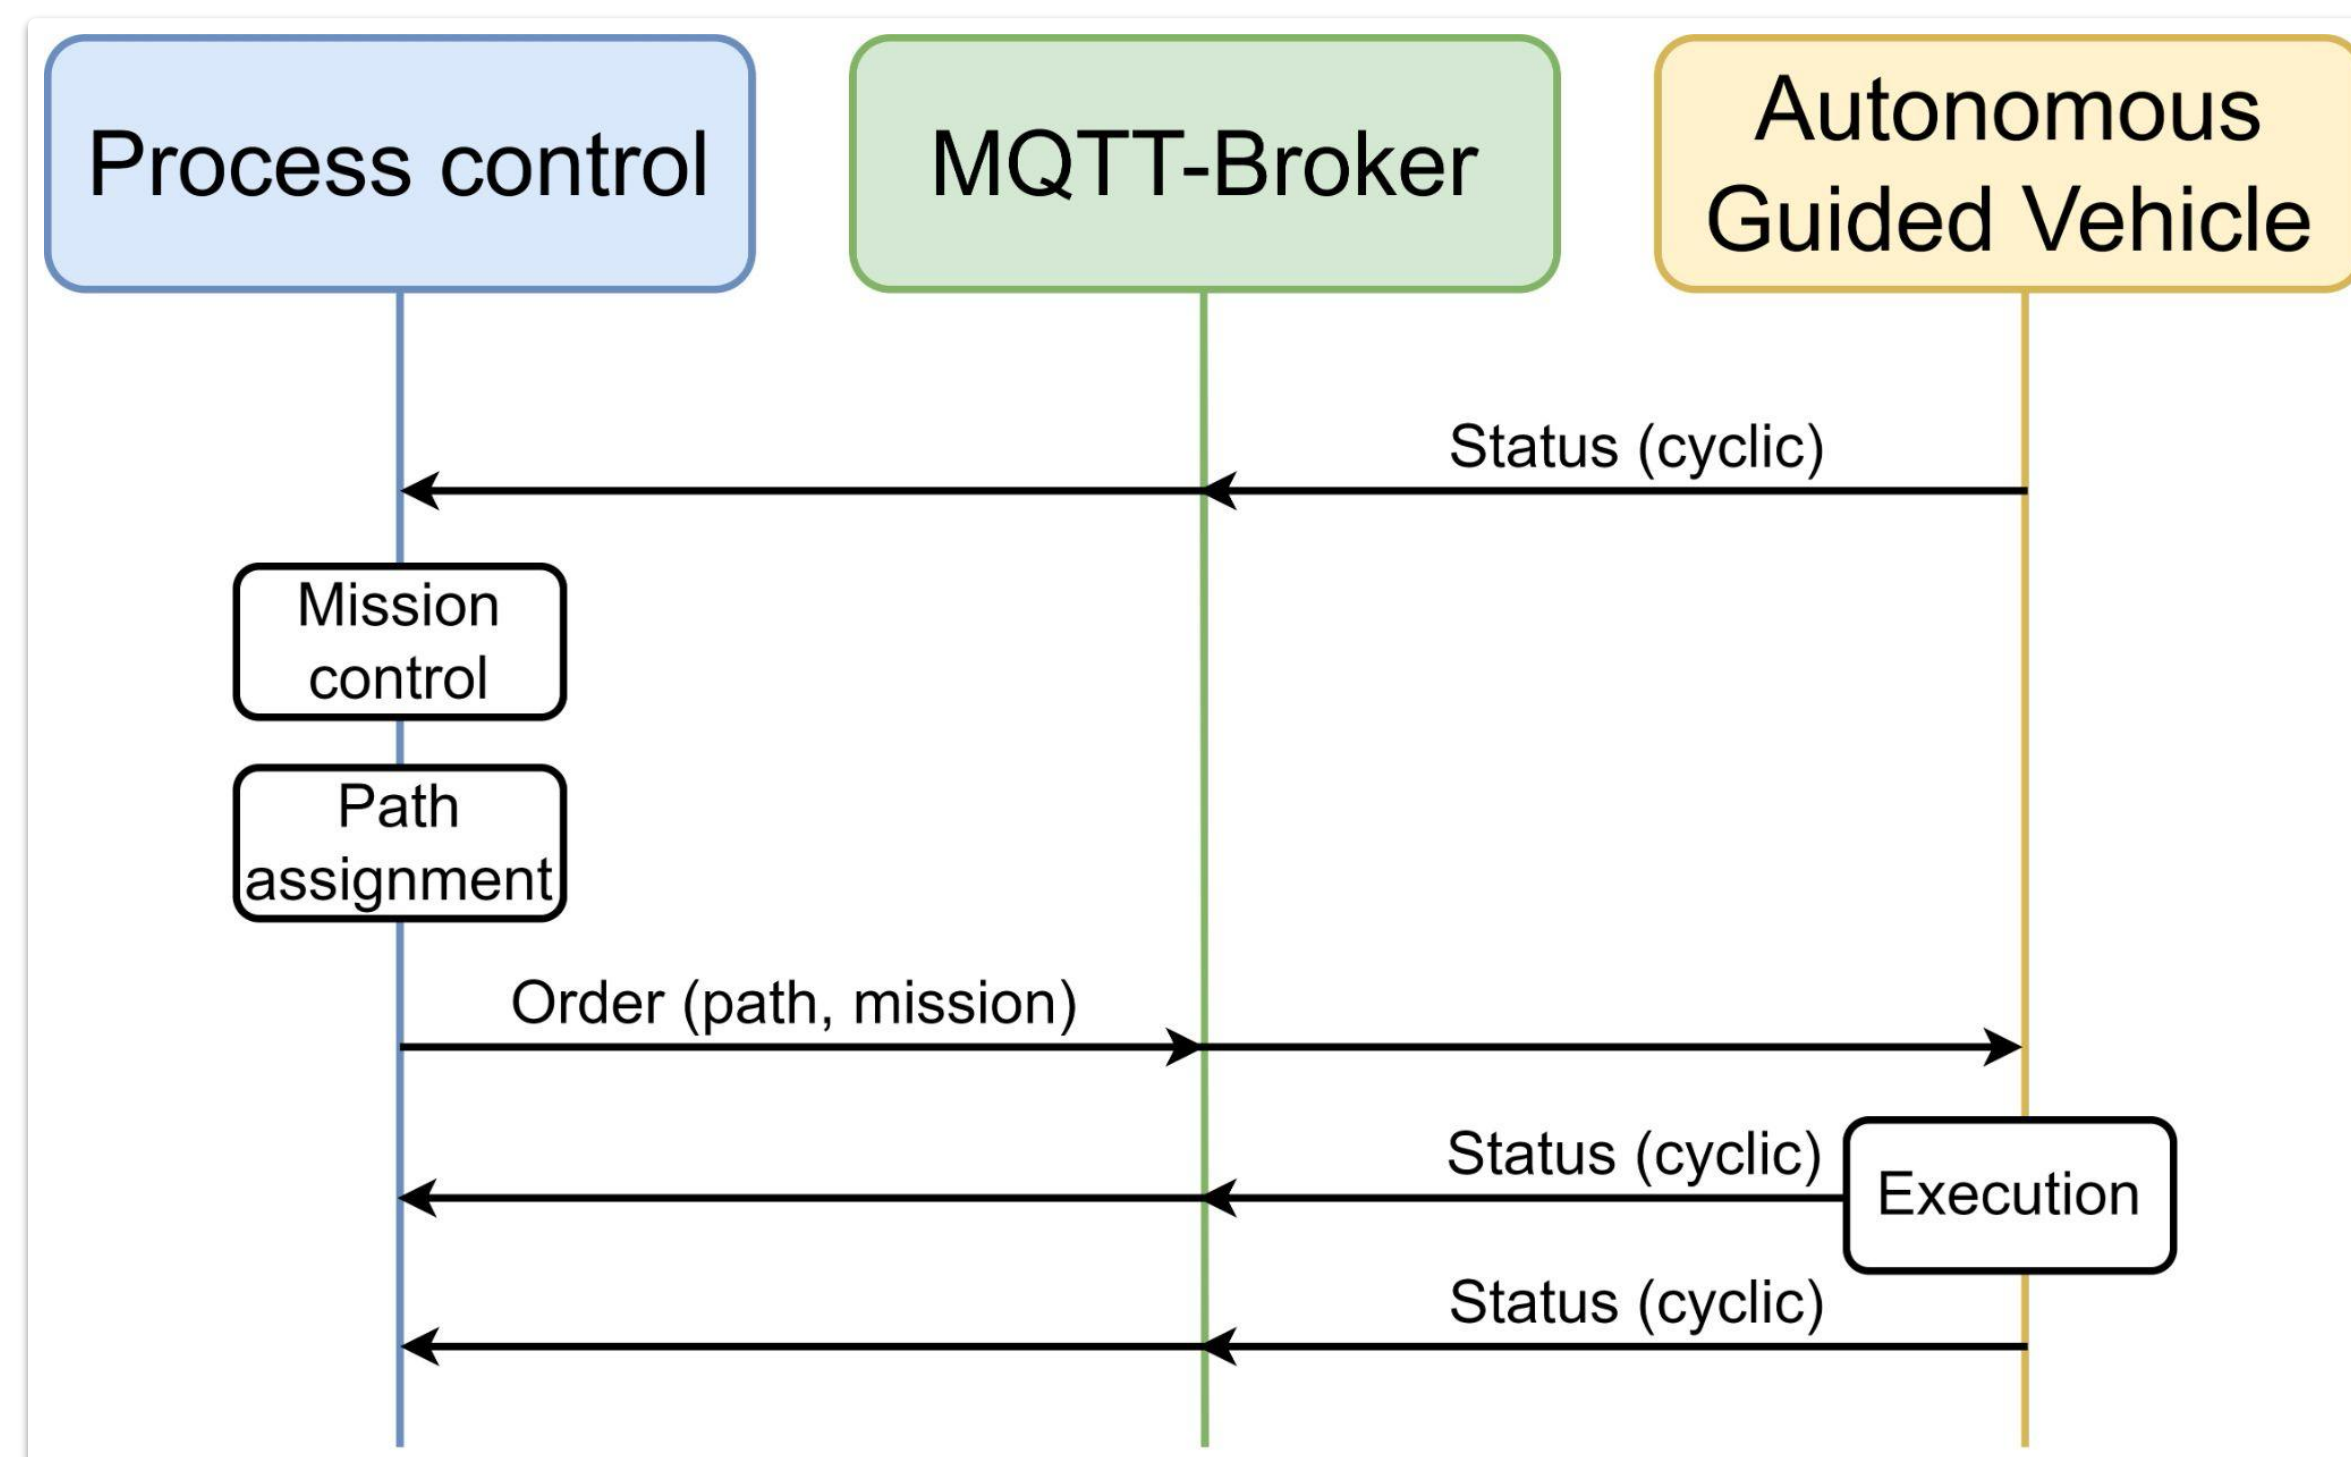 Process control
MQTT-Broker
Autonomous
Guided Vehicle
Status (cyclic)
Mission
control
Path
assignment
Order (path, mission)
Status (cyclic)
Execution
Status (cyclic)